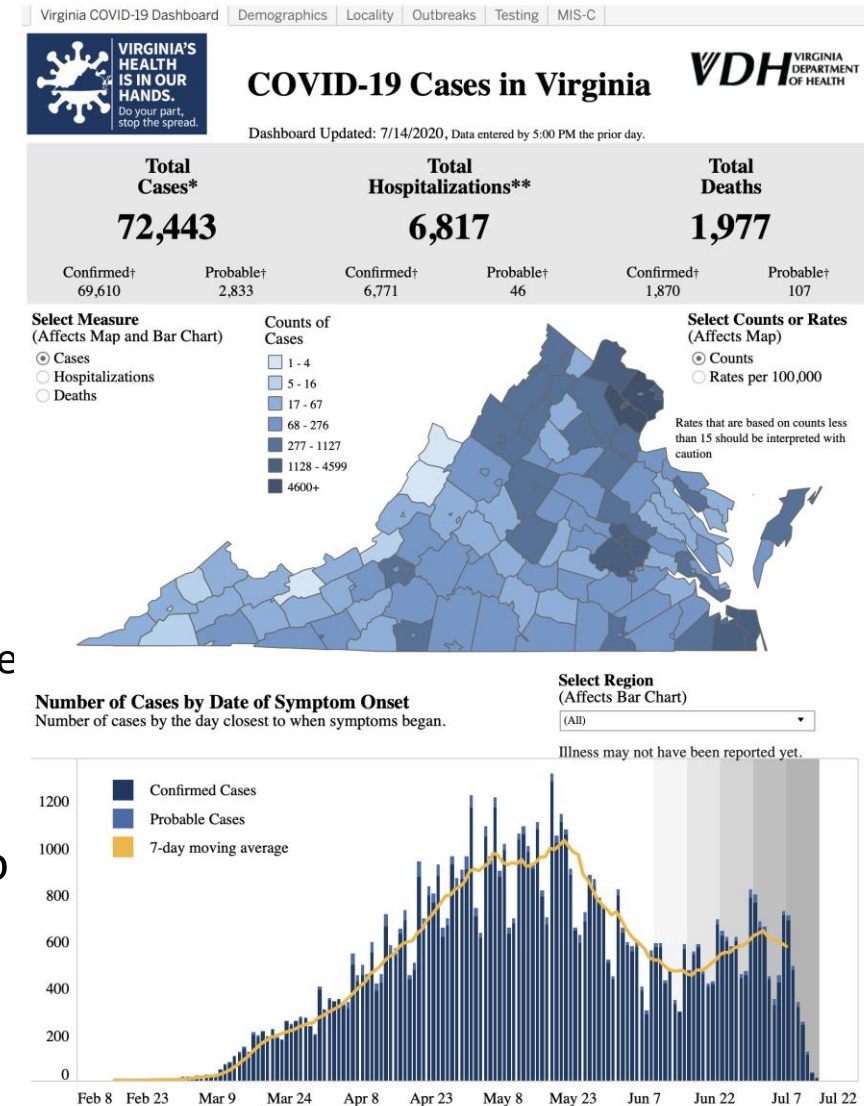 Virginia COVID-19 Dashboard Demographics Locality Outbreaks Testing MIS-C
VIRGINIA'S
HEALTH
IS IN OUR
HANDS.
Do your part,
stop the spread.
COVID-19 Cases in Virginia
VDH VIRGINIA
DEPARTMENT
OF HEALTH
Dashboard Updated: 7/14/2020, Data entered by 5:00 PM the prior day.
Total
Cases*
72,443
Confirmed† Probable†
69,610 2,833
Total
Hospitalizations**
6,817
Confirmed† Probable†
6,771 46
Total
Deaths
1,977
Confirmed† Probable†
1,870 107
Select Measure
(Affects Map and Bar Chart)
Cases
Hospitalizations
Deaths
Counts of
Cases
1 - 4
5 - 16
17 - 67
68 - 276
277 - 1127
1128 - 4599
4600+
Select Counts or Rates
(Affects Map)
Counts
Rates per 100,000
Rates that are based on counts less
than 15 should be interpreted with
caution
e
Number of Cases by Date of Symptom Onset
Number of cases by the day closest to when symptoms began.
Select Region
(Affects Bar Chart)
(All)
Illness may not have been reported yet.
Confirmed Cases
Probable Cases
7-day moving average
1200
1000
800
600
400
200
0
Feb 8 Feb 23 Mar 9 Mar 24 Apr 8 Apr 23 May 8 May 23 Jun 7 Jun 22 Jul 7 Jul 22